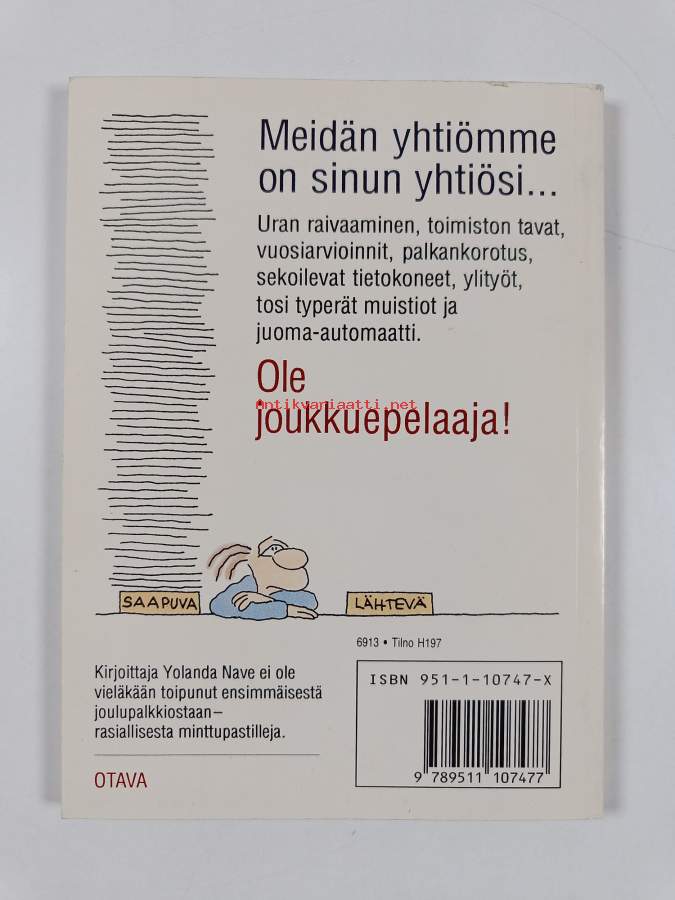 Meidän yhtiömme
on sinun yhtiösi...
Uran raivaaminen, toimiston tavat,
vuosiarvioinnit, palkankorotus,
sekoilevat tietokoneet, ylityöt,
tosi typerät muistiot ja
juoma-automaatti.
Ole
Antikvariaatti.net
joukkuepelaaja!
SAAPUVA
LÄHTEVÄ
6913 • Tilno H197
Kirjoittaja Yolanda Nave ei ole
vieläkään toipunut ensimmäisestä
joulupalkkiostaan–
rasiallisesta minttupastilleja.
OTAVA
ISBN 951-1-10747-X
9 789511 107477